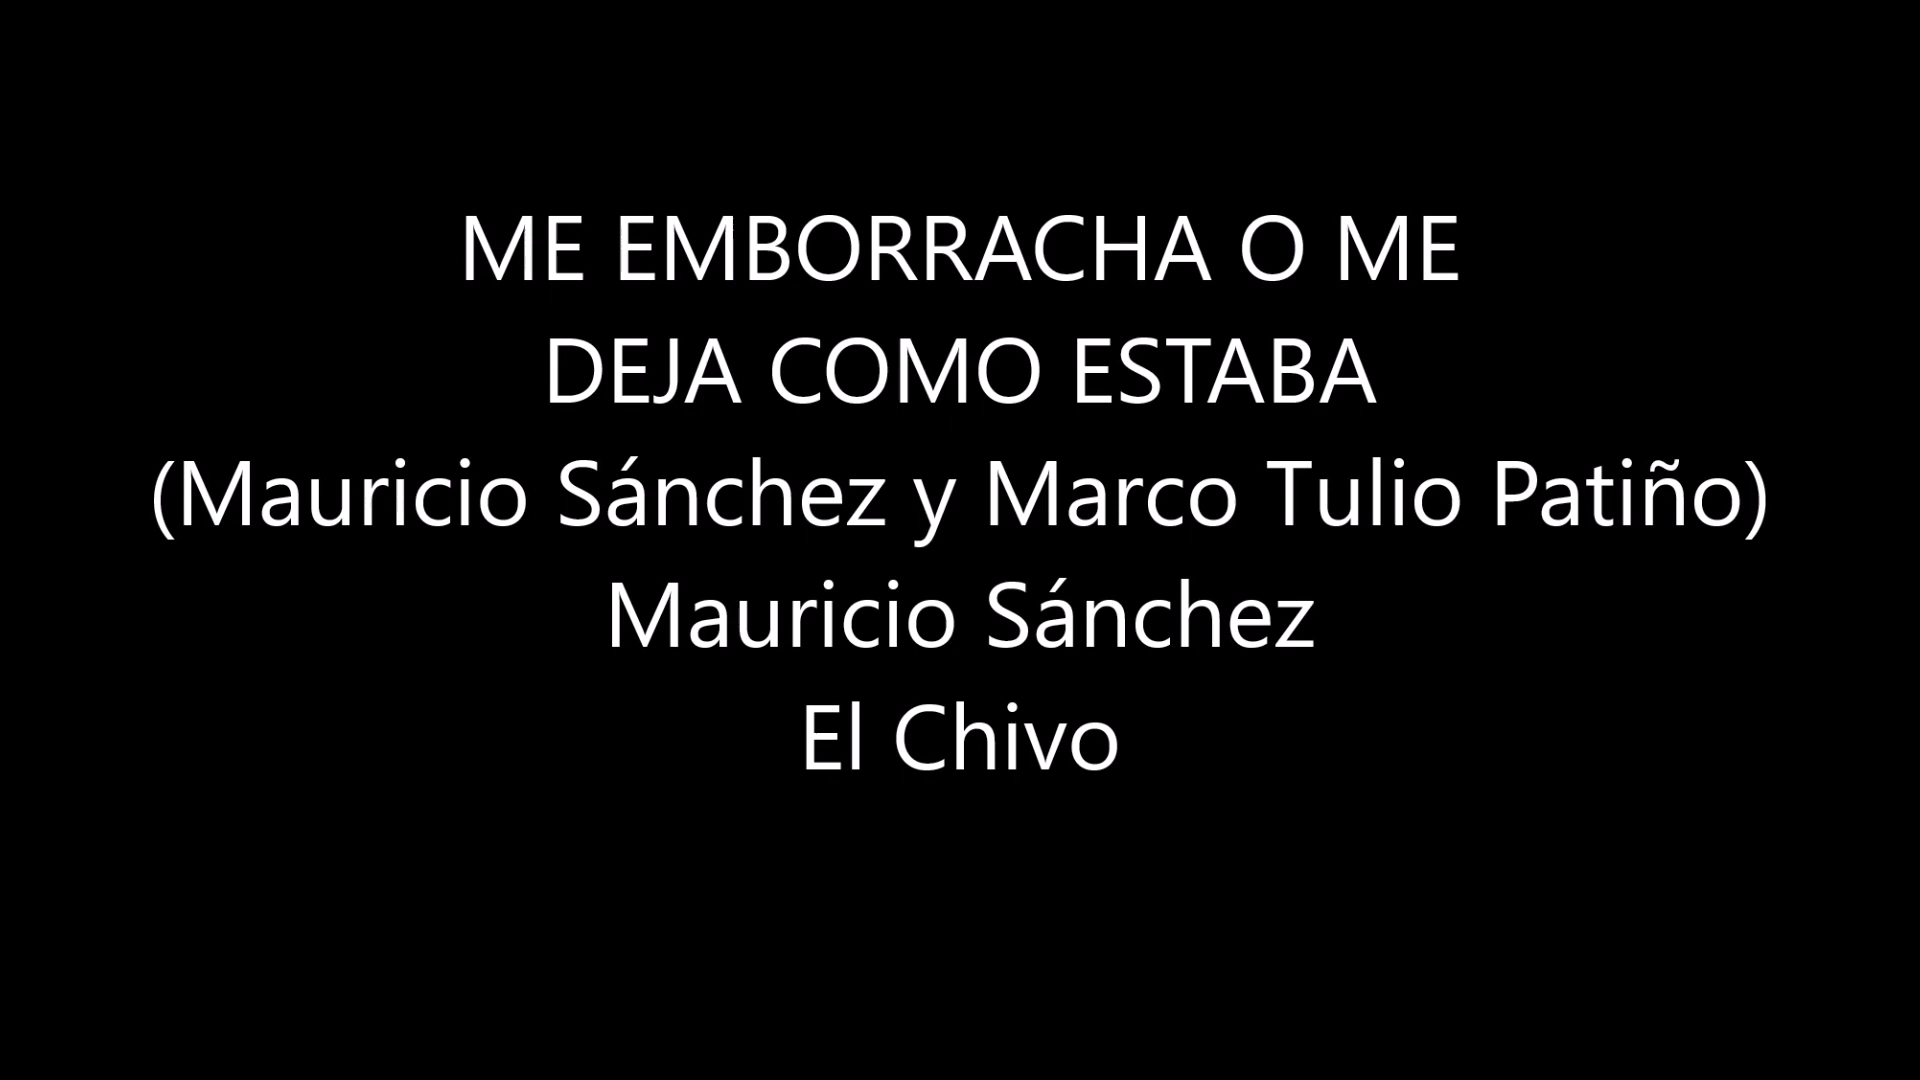 ME EMBORRACHA O ME
DEJA COMO ESTABA
(Mauricio Sánchez y Marco Tulio Patiño)
Mauricio Sánchez
El Chivo